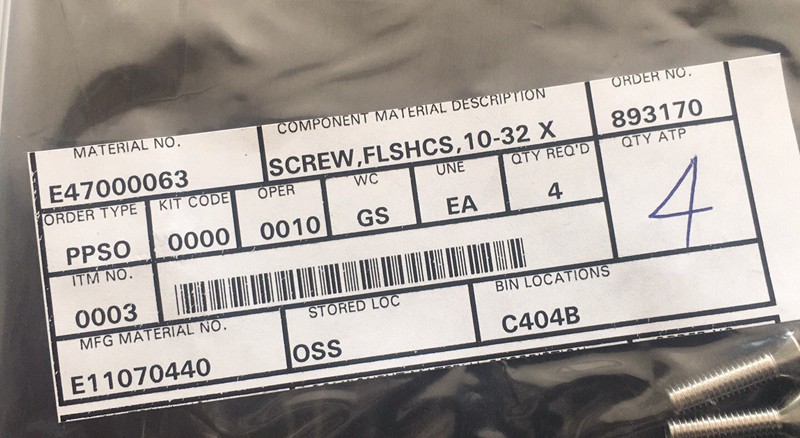 MATERIAL NO. COMPONENT MATERIAL DESCRIPTION ORDER NO.
E47000063 SCREW,FLSHCS,10-32 X 893170
ORDER TYPE KIT CODE OPER WC UNE QTY REQ'D QTY ATP
PPSO 0000 0010 GS EA 4 4
ITM NO.
0003
MFG MATERIAL NO. STORED LOC BIN LOCATIONS
E11070440 OSS C404B